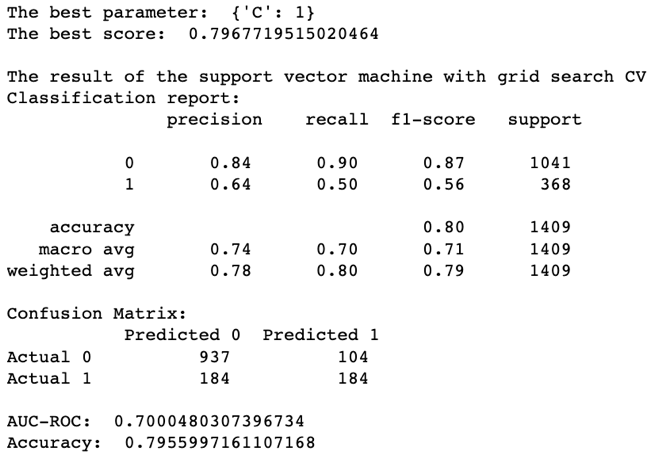 The best parameter:  {'C': 1}
The best score:  0.7967719515020464
The result of the support vector machine with grid search CV
Classification report:
precision    recall  f1-score   support
0       0.84      0.90      0.87      1041
1       0.64      0.50      0.56       368
accuracy                           0.80      1409
macro avg       0.74      0.70      0.71      1409
weighted avg       0.78      0.80      0.79      1409
Confusion Matrix:
Predicted 0  Predicted 1
Actual 0          937          104
Actual 1          184          184
AUC-ROC:  0.7000480307396734
Accuracy:  0.7955997161107168